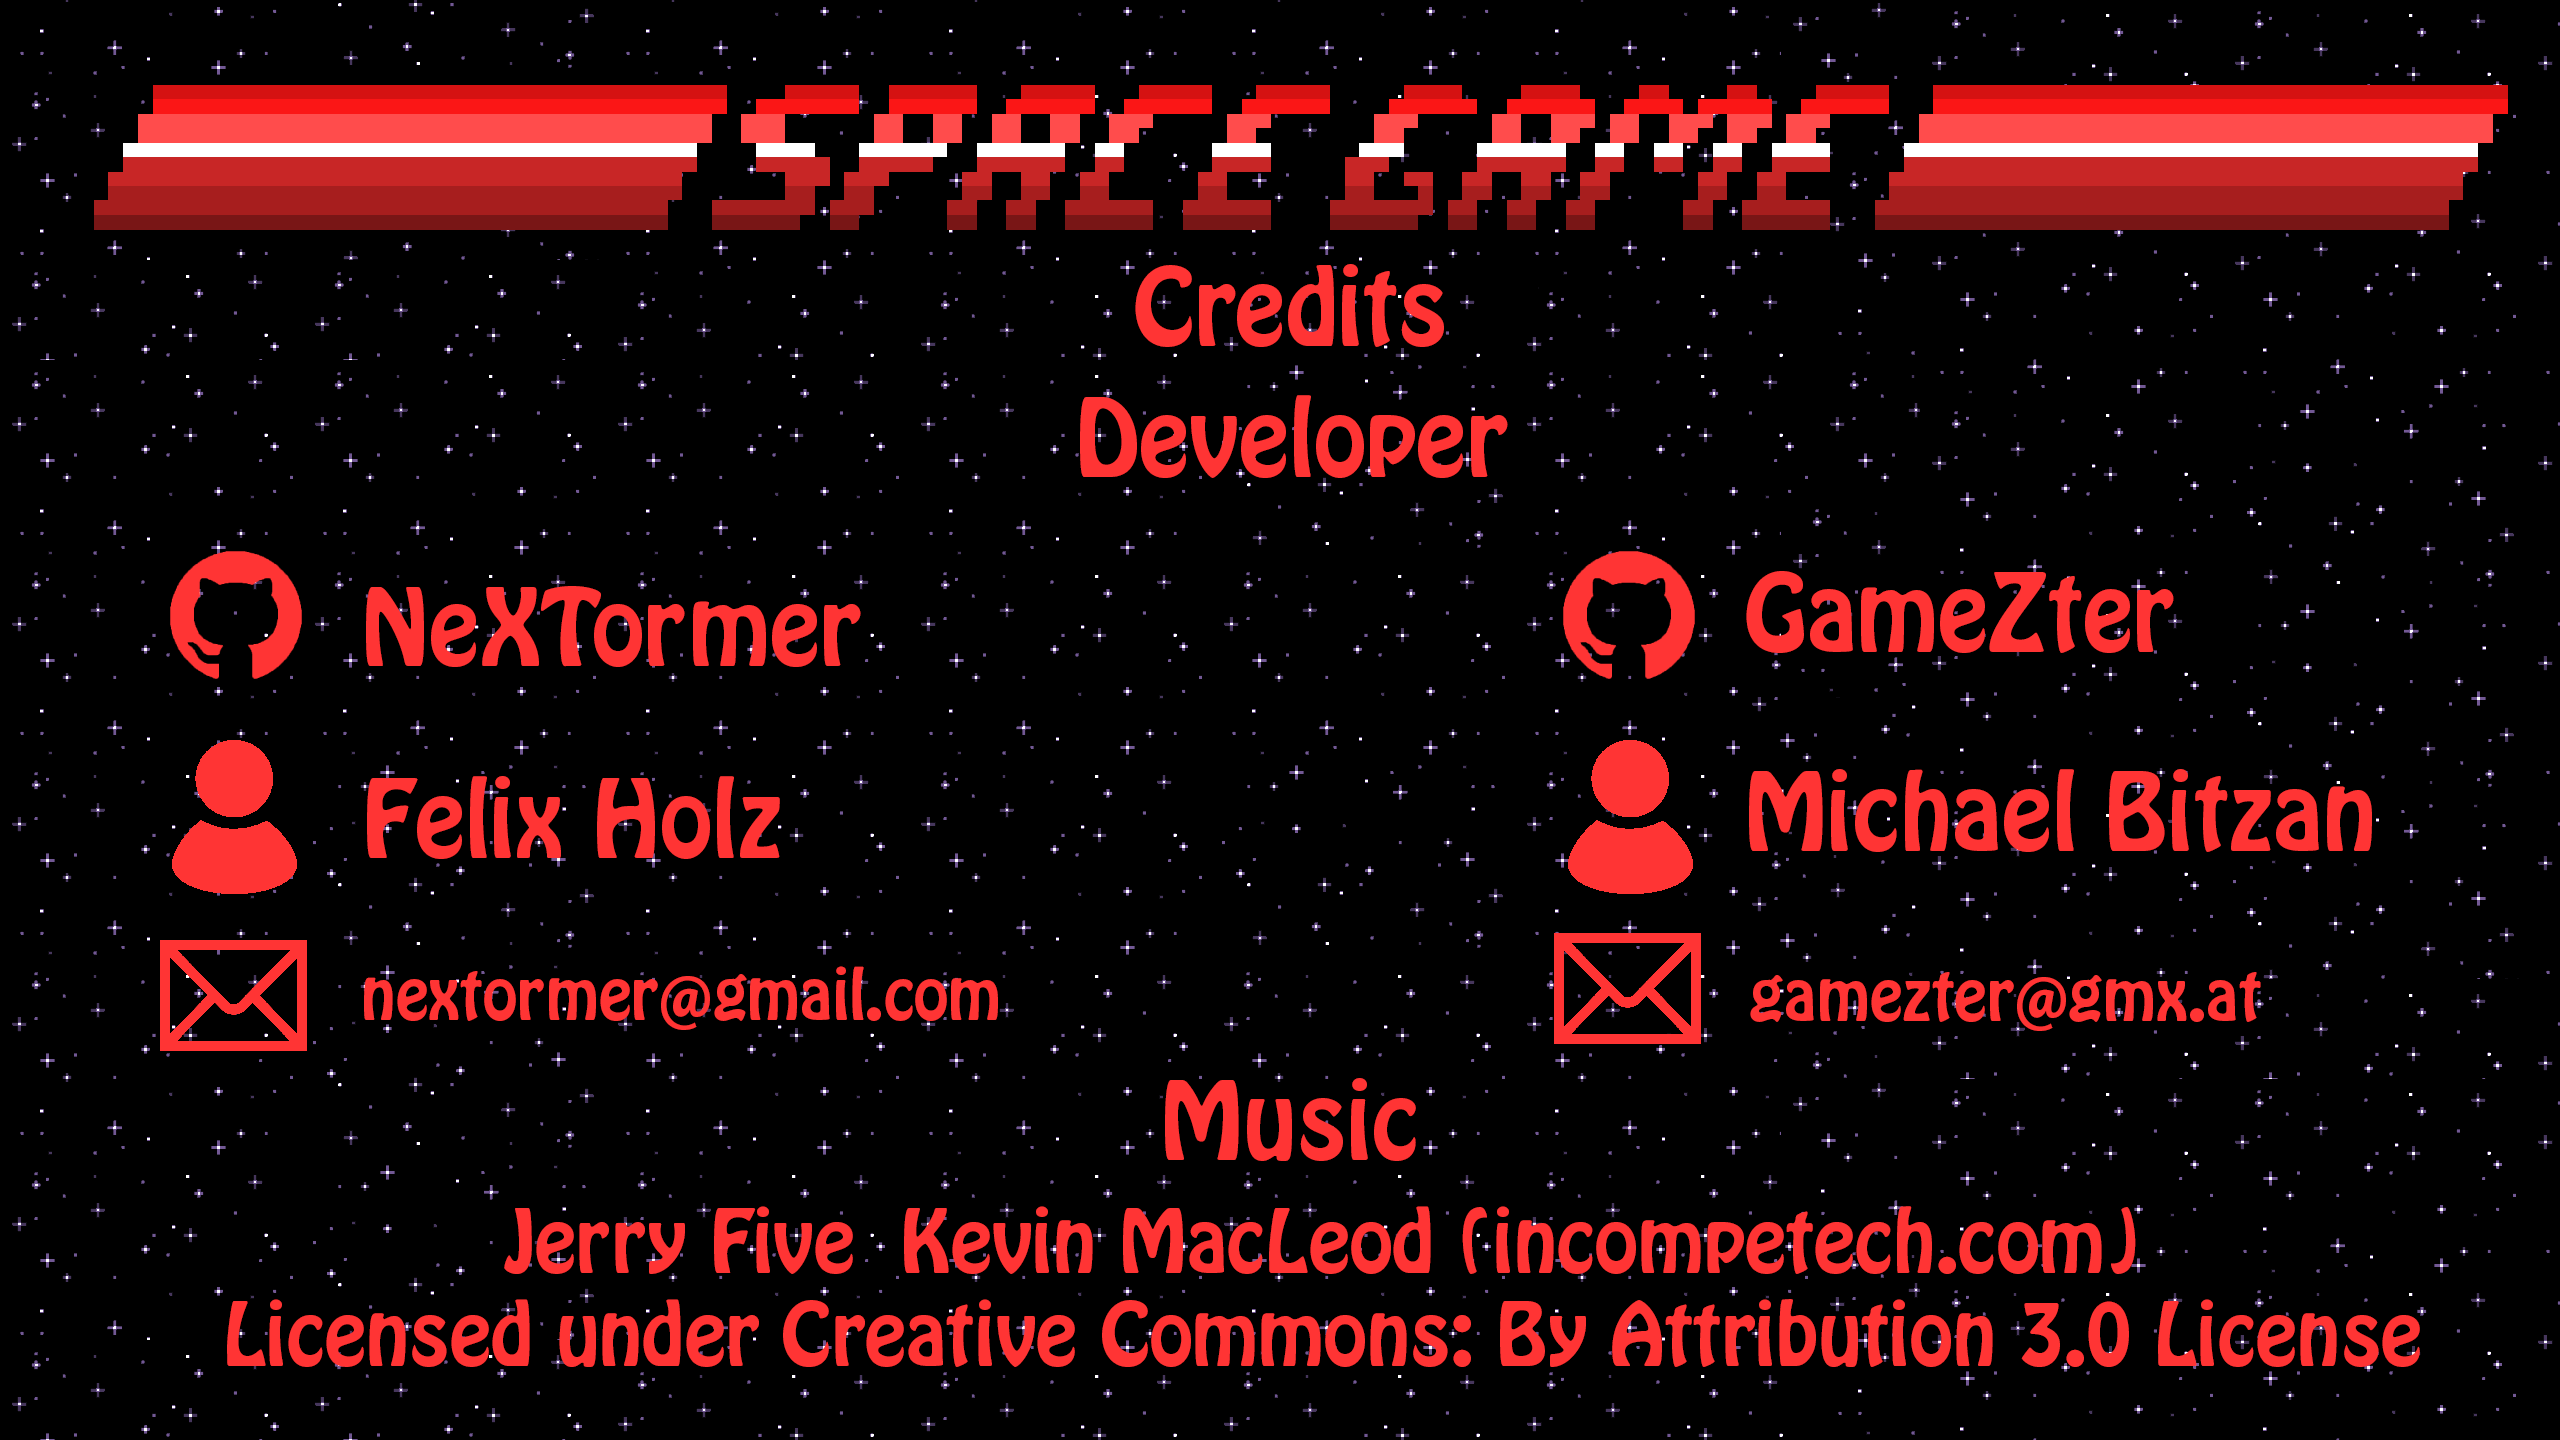 SPACE GAME
Credits
Developer
NeXTormer
GameZter
Felix Holz
Michael Bitzan
nextormer@gmail.com
gamezter@gmx.at
Music
Jerry Five  Kevin MacLeod (incompetech.com)
Licensed under Creative Commons: By Attribution 3.0 License